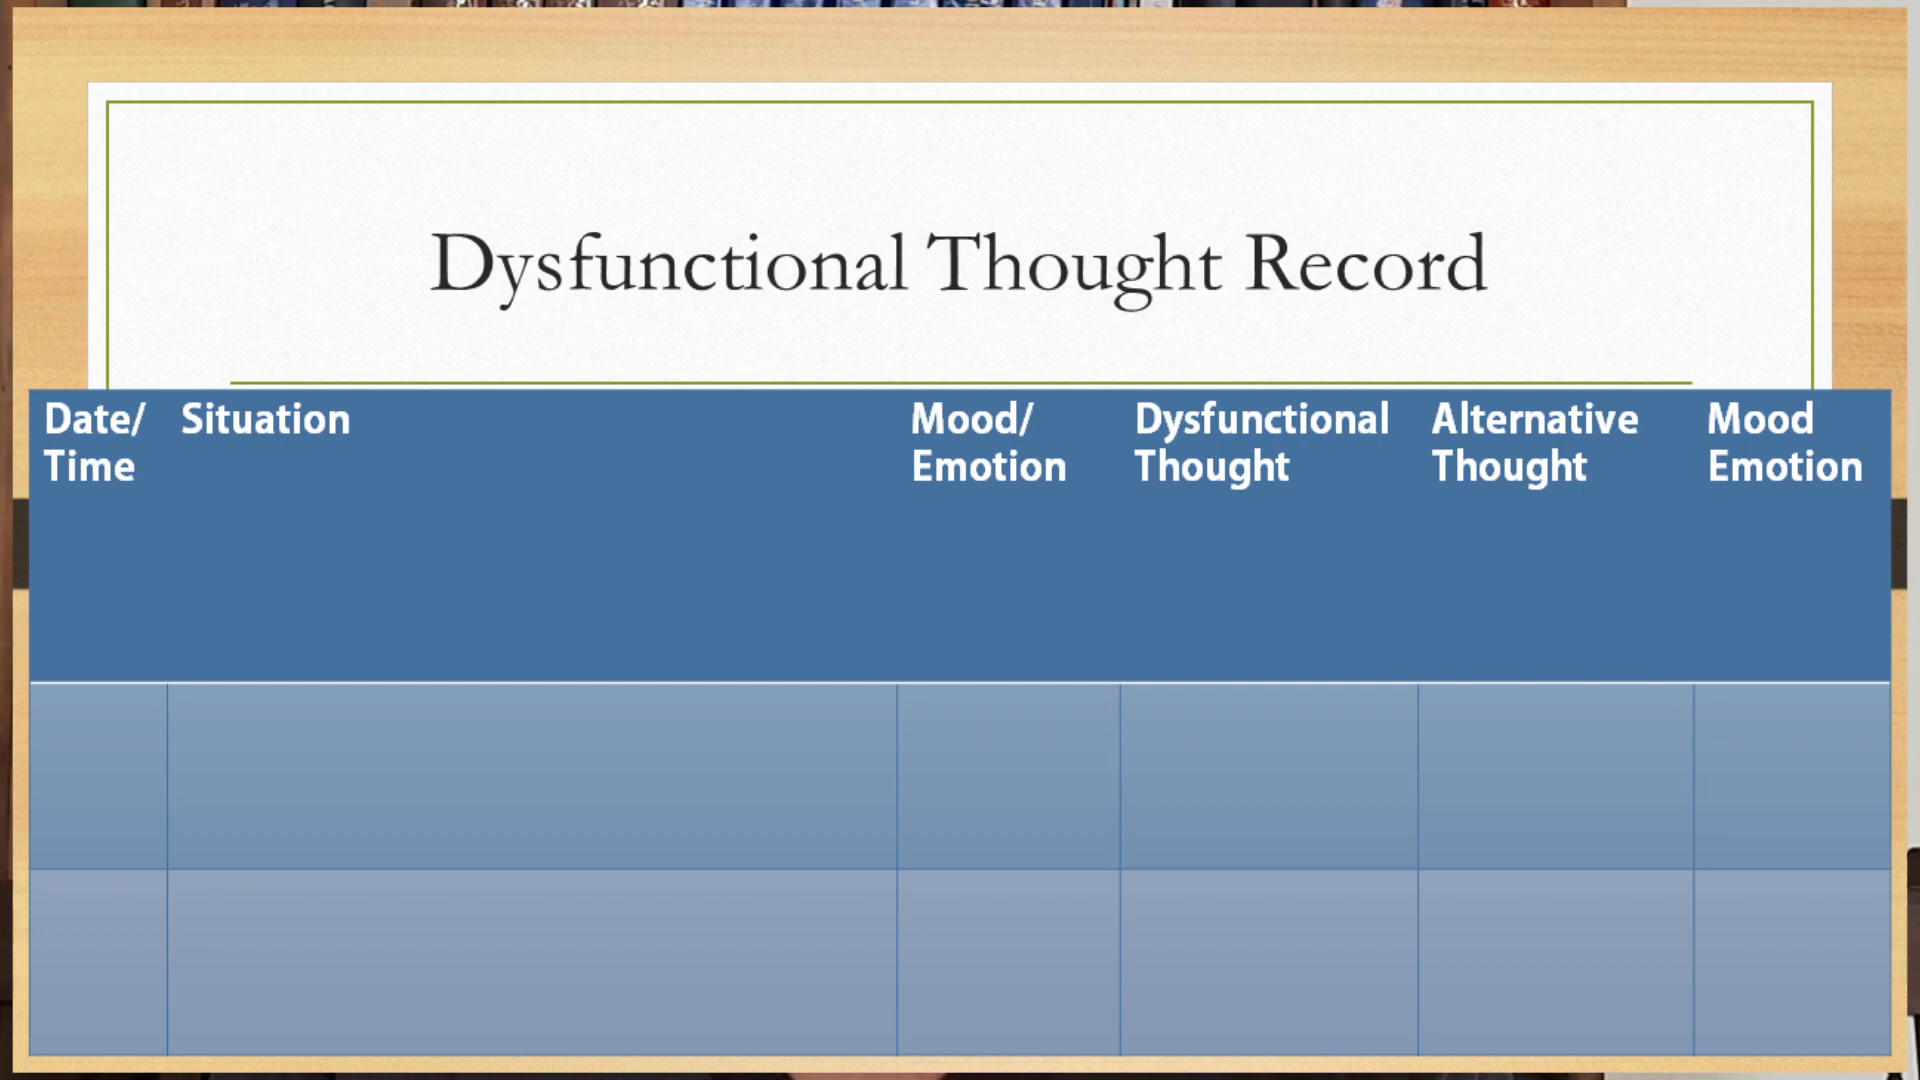 Dysfunctional Thought Record
Date/ Time
Situation
Mood/ Emotion
Dysfunctional Thought
Alternative Thought
Mood Emotion